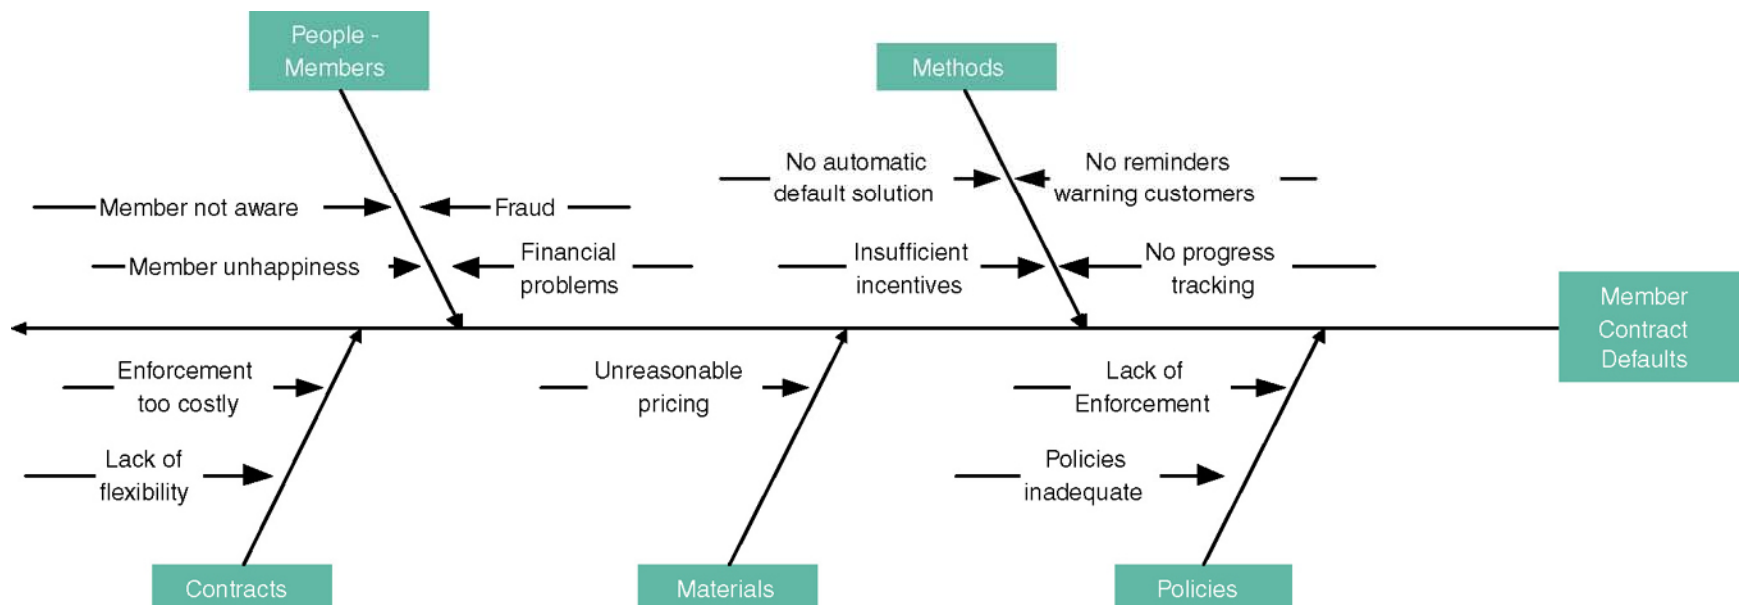 People -
Members
Methods
No automatic
default solution
No reminders
warning customers
Member not aware
Fraud
Member unhappiness
Financial
problems
Insufficient
incentives
No progress
tracking
Member
Contract
Defaults
Enforcement
too costly
Unreasonable
pricing
Lack of
Enforcement
Lack of
flexibility
Policies
inadequate
Contracts
Materials
Policies